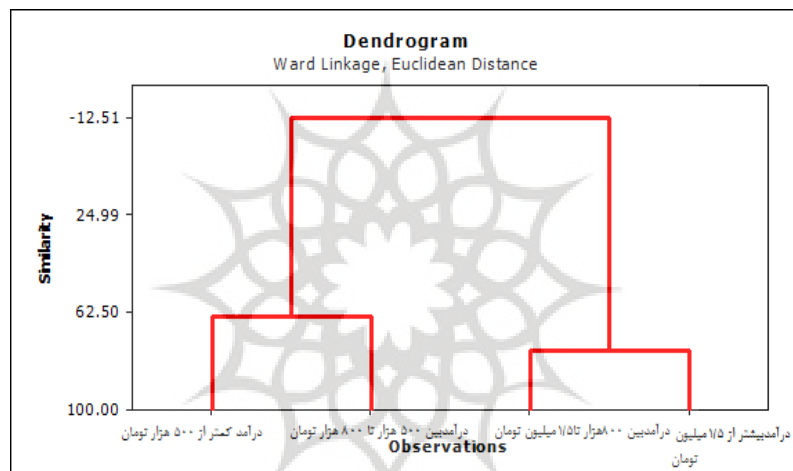 Dendrogram
Ward Linkage, Euclidean Distance
-12.51
24.99
62.50
100.00
Similarity
درآمد کمتر از ۵۰۰ هزار تومان
درآمدبین ۵۰۰ هزار تا ۸۰۰ هزار تومان
درآمدبین ۸۰۰هزار تا۱/۵ میلیون تومان
درآمدبیشتر از ۱/۵ میلیون
تومان
Observations